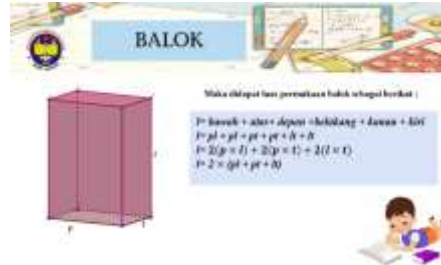 BALOK
Maka didapat luas permukaan balok sebagai berikut :
l= bawah + atas+ depan +belakang + kanan + kiri
l= pl + pl + pt + pt + lt + lt
l= 2(p × l) + 2(p × t) + 2(l × t)
l= 2 × (pl + pt + lt)